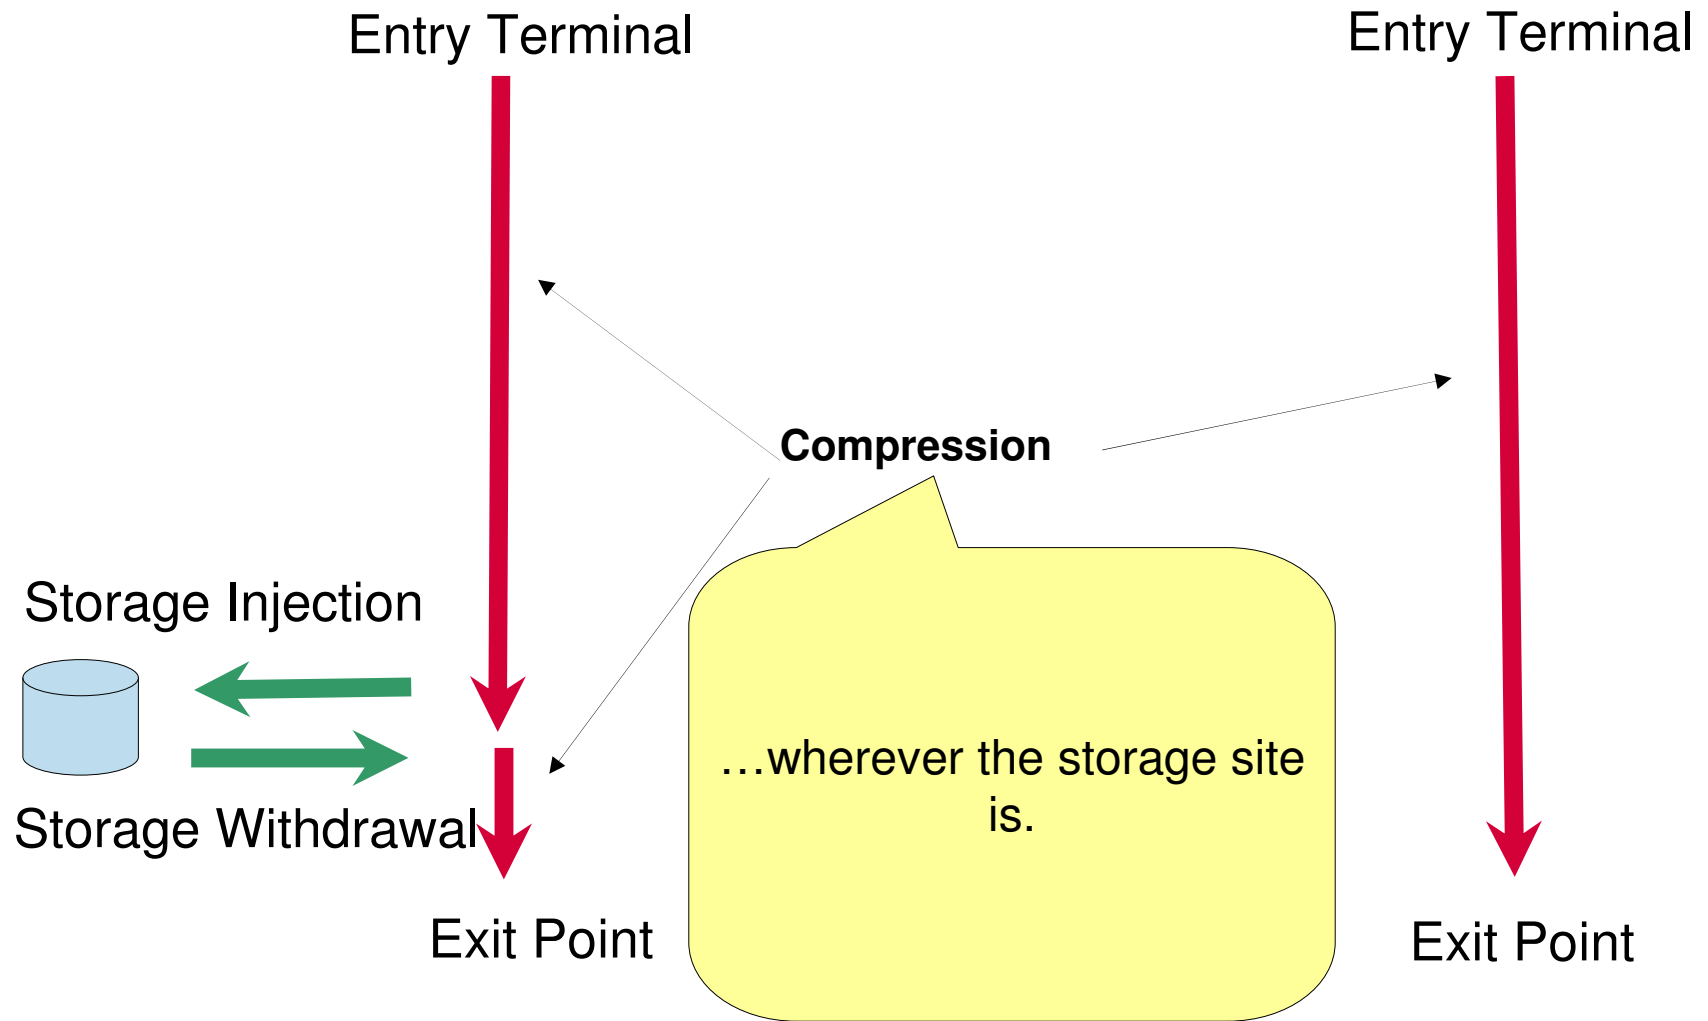 Entry Terminal
Entry Terminal
Compression
Storage Injection
…wherever the storage site
is.
Storage Withdrawal
Exit Point
Exit Point